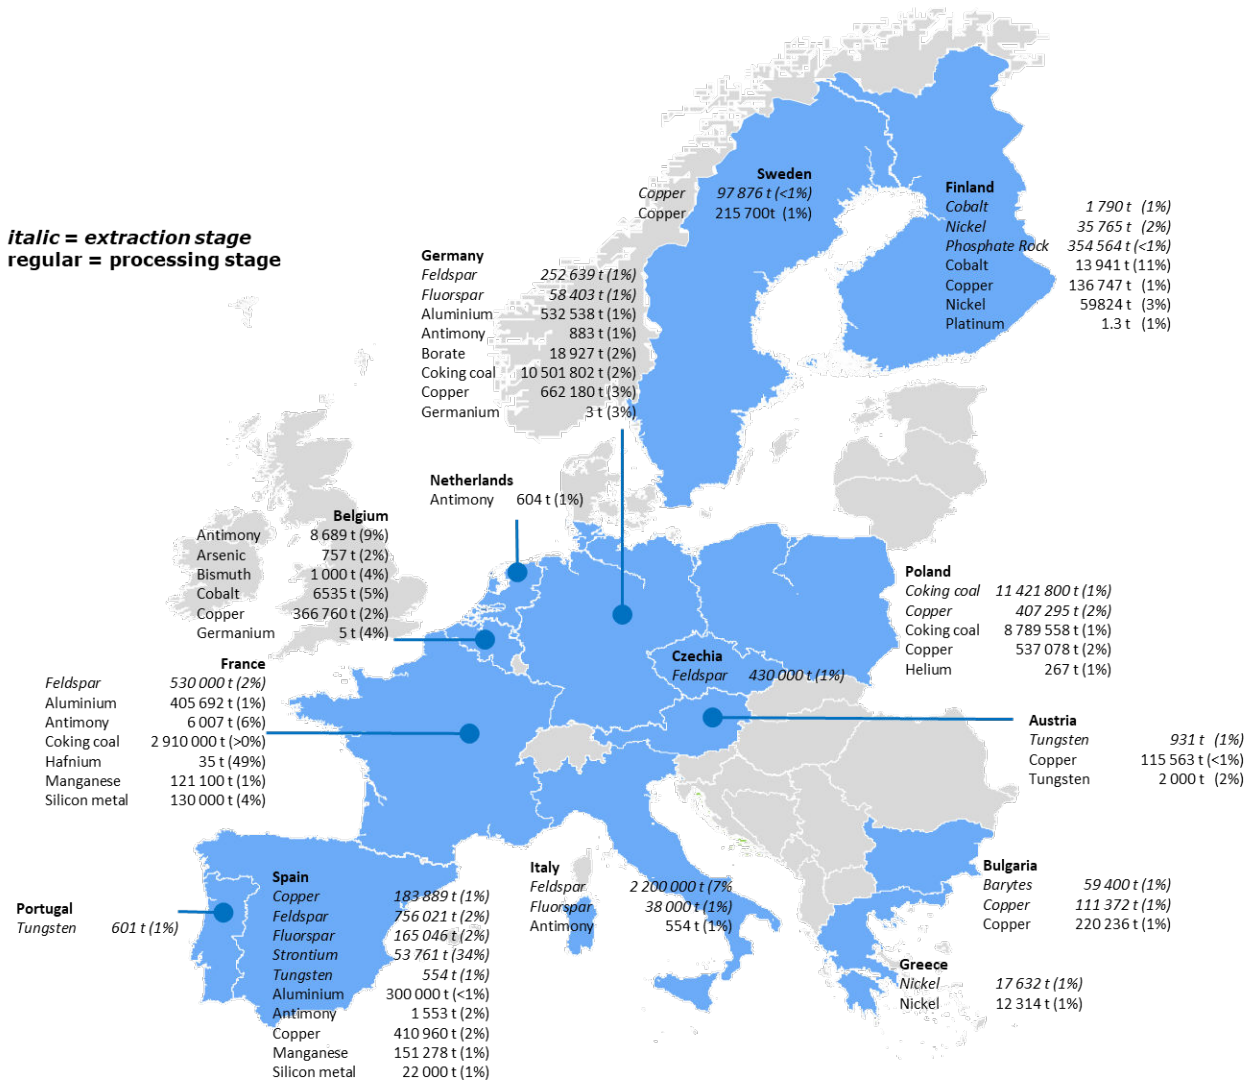 italic = extraction stage
regular = processing stage
Sweden
Copper 97 876 t (<1%)
Copper 215 700t (1%)
Finland
Cobalt 1 790 t (1%)
Nickel 35 765 t (2%)
Phosphate Rock 354 564 t (<1%)
Cobalt 13 941 t (11%)
Copper 136 747 t (1%)
Nickel 59824 t (3%)
Platinum 1.3 t (1%)
Germany
Feldspar 252 639 t (1%)
Fluorspar 58 403 t (1%)
Aluminium 532 538 t (1%)
Antimony 883 t (1%)
Borate 18 927 t (2%)
Coking coal 10 501 802 t (2%)
Copper 662 180 t (3%)
Germanium 3 t (3%)
Netherlands
Antimony 604 t (1%)
Belgium
Antimony 8 689 t (9%)
Arsenic 757 t (2%)
Bismuth 1 000 t (4%)
Cobalt 6535 t (5%)
Copper 366 760 t (2%)
Germanium 5 t (4%)
Poland
Coking coal 11 421 800 t (1%)
Copper 407 295 t (2%)
Coking coal 8 789 558 t (1%)
Copper 537 078 t (2%)
Helium 267 t (1%)
Czechia
Feldspar 430 000 t (1%)
France
Feldspar 530 000 t (2%)
Aluminium 405 692 t (1%)
Antimony 6 007 t (6%)
Coking coal 2 910 000 t (>0%)
Hafnium 35 t (49%)
Manganese 121 100 t (1%)
Silicon metal 130 000 t (4%)
Austria
Tungsten 931 t (1%)
Copper 115 563 t (<1%)
Tungsten 2 000 t (2%)
Portugal
Tungsten 601 t (1%)
Spain
Copper 183 889 t (1%)
Feldspar 756 021 t (2%)
Fluorspar 165 046 t (2%)
Strontium 53 761 t (34%)
Tungsten 554 t (1%)
Aluminium 300 000 t (<1%)
Antimony 1 553 t (2%)
Copper 410 960 t (2%)
Manganese 151 278 t (1%)
Silicon metal 22 000 t (1%)
Italy
Feldspar 2 200 000 t (7%
Fluorspar 38 000 t (1%)
Antimony 554 t (1%)
Bulgaria
Barytes 59 400 t (1%)
Copper 111 372 t (1%)
Copper 220 236 t (1%)
Greece
Nickel 17 632 t (1%)
Nickel 12 314 t (1%)